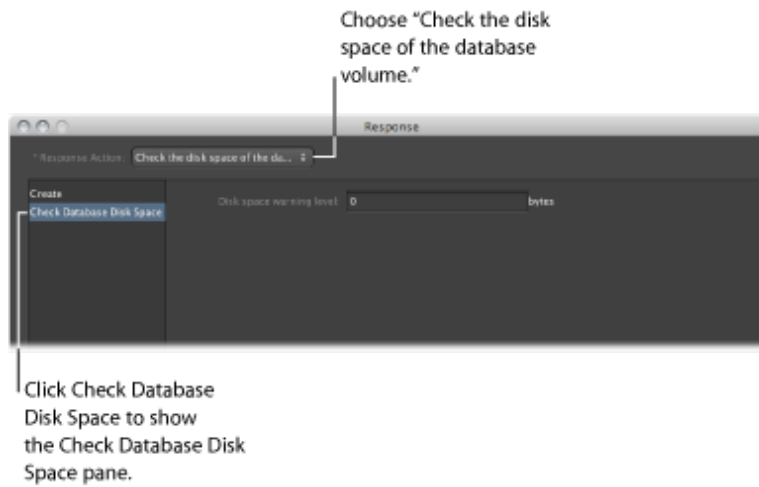 Choose “Check the disk
space of the database
volume.”
Response
* Response Action: Check the disk space of the da...
Create
Check Database Disk Space
Disk space warning level: 0 bytes
Click Check Database
Disk Space to show
the Check Database Disk
Space pane.